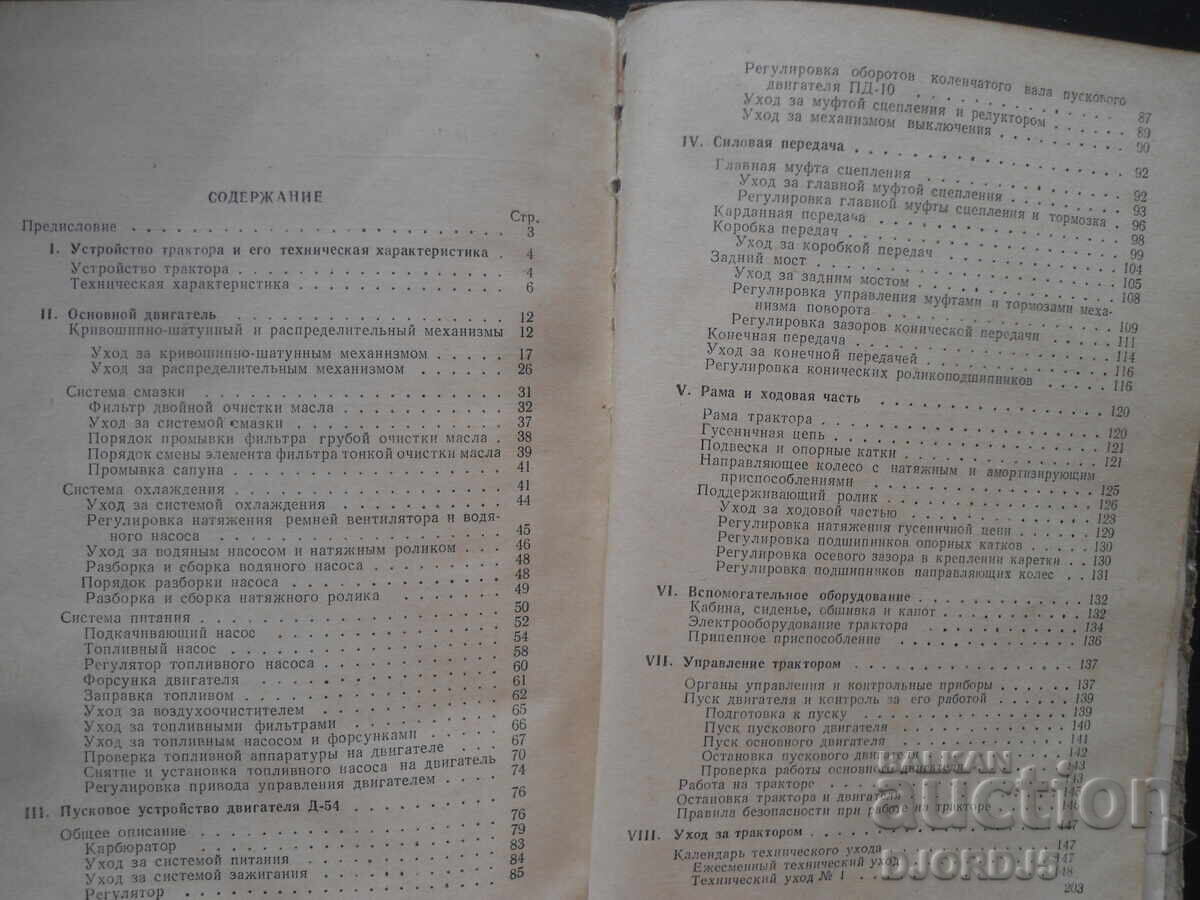 СОДЕРЖАНИЕ
Стр.
Предисловие . . . 3
I. Устройство трактора и его техническая характеристика . 4
Устройство трактора . . . 4
Техническая характеристика . . . 6
II. Основной двигатель . . . 12
Кривошипно-шатунный и распределительный механизмы 12
Уход за кривошипно-шатунным механизмом . . . 17
Уход за распределительным механизмом . . . 26
Система смазки . . . 31
Фильтр двойной очистки масла . . . 32
Уход за системой смазки . . . 37
Порядок промывки фильтра грубой очистки масла . 38
Порядок смены элемента фильтра тонкой очистки масла 39
Промывка сапуна . . . 41
Система охлаждения . . . 41
Уход за системой охлаждения . . . 44
Регулировка натяжения ремней вентилятора и водя-
ного насоса . . . 45
Уход за водяным насосом и натяжным роликом . . . 46
Разборка и сборка водяного насоса . . . 48
Порядок разборки насоса . . . 48
Разборка и сборка натяжного ролика . . . 49
Система питания . . . 50
Подкачивающий насос . . . 52
Топливный насос . . . 54
Регулятор топливного насоса . . . 58
Форсунка двигателя . . . 60
Заправка топливом . . . 61
Уход за воздухоочистителем . . . 62
Уход за топливными фильтрами . . . 65
Уход за топливным насосом и форсунками . . . 66
Проверка топливной аппаратуры на двигателе . . . 67
Снятие и установка топливного насоса на двигатель 70
Регулировка привода управления двигателем . . . 74
III. Пусковое устройство двигателя Д-54 . . . 76
Общее описание . . . 76
Карбюратор . . . 79
Уход за системой питания . . . 83
Уход за системой зажигания . . . 84
Регулятор . . . 85
Регулировка оборотов коленчатого вала пускового
двигателя ПД-10 . . . 87
Уход за муфтой сцепления и редуктором . . . 89
Уход за механизмом выключения . . . 90
IV. Силовая передача . . . 92
Главная муфта сцепления . . . 92
Уход за главной муфтой сцепления . . . 93
Регулировка главной муфты сцепления и тормозка . 96
Карданная передача . . . 98
Коробка передач . . . 99
Уход за коробкой передач . . . 104
Задний мост . . . 105
Уход за задним мостом . . . 108
Регулировка управления муфтами и тормозами меха-
низма поворота . . . 109
Регулировка зазоров конической передачи . . . 111
Конечная передача . . . 114
Уход за конечной передачей . . . 116
Регулировка конических роликоподшипников . . . 116
V. Рама и ходовая часть . . . 120
Рама трактора . . . 120
Гусеничная цепь . . . 121
Подвеска и опорные катки . . . 121
Направляющее колесо с натяжным и амортизирующим
приспособлениями . . . 125
Поддерживающий ролик . . . 126
Уход за ходовой частью . . . 123
Регулировка натяжения гусеничной цепи . . . 129
Регулировка подшипников опорных катков . . . 130
Регулировка осевого зазора в креплении каретки . . 130
Регулировка подшипников направляющих колес . . 131
VI. Вспомогательное оборудование . . . 132
Кабина, сиденье, обшивка и капот . . . 132
Электрооборудование трактора . . . 134
Прицепное приспособление . . . 136
VII. Управление трактором . . . 137
Органы управления и контрольные приборы . . . 137
Пуск двигателя и контроль за его работой . . . 139
Подготовка к пуску . . . 139
Пуск пускового двигателя . . . 140
Пуск основного двигателя . . . 141
Остановка пускового двигателя . . . 142
Проверка работы основного двигателя . . . 143
Работа на тракторе . . . 143
Остановка трактора и двигателя . . . 145
Правила безопасности при работе на тракторе . . .
VIII. Уход за трактором . . . 147
Календарь технического ухода . . . 147
Ежесменный технический уход . . . 147
Технический уход № 1 . . . 148
203
BALKAN
auction
DJORDJ5